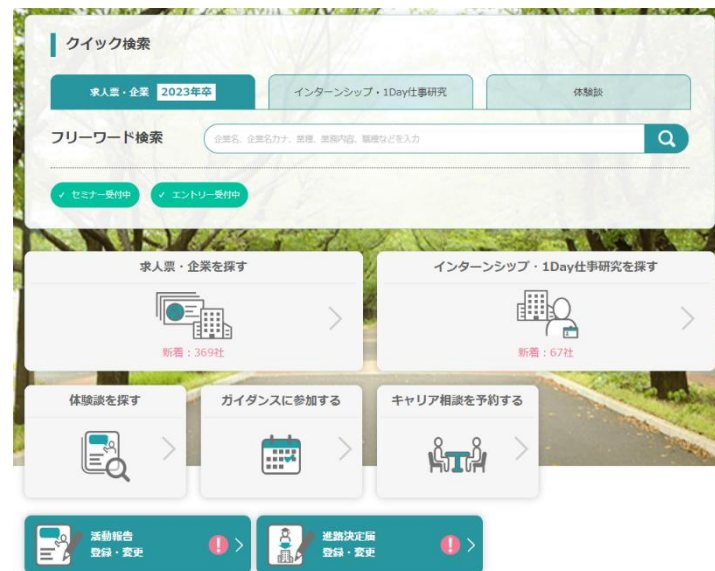 クイック検索
求人票・企業 2023年卒
インターンシップ・1Day仕事研究
体験談
フリーワード検索
企業名、企業名カナ、業種、業務内容、職種などを入力
セミナー受付中
エントリー受付中
求人票・企業を探す
新着：369社
インターンシップ・1Day仕事研究を探す
新着：67社
体験談を探す
ガイダンスに参加する
キャリア相談を予約する
活動報告
登録・変更
進路決定届
登録・変更